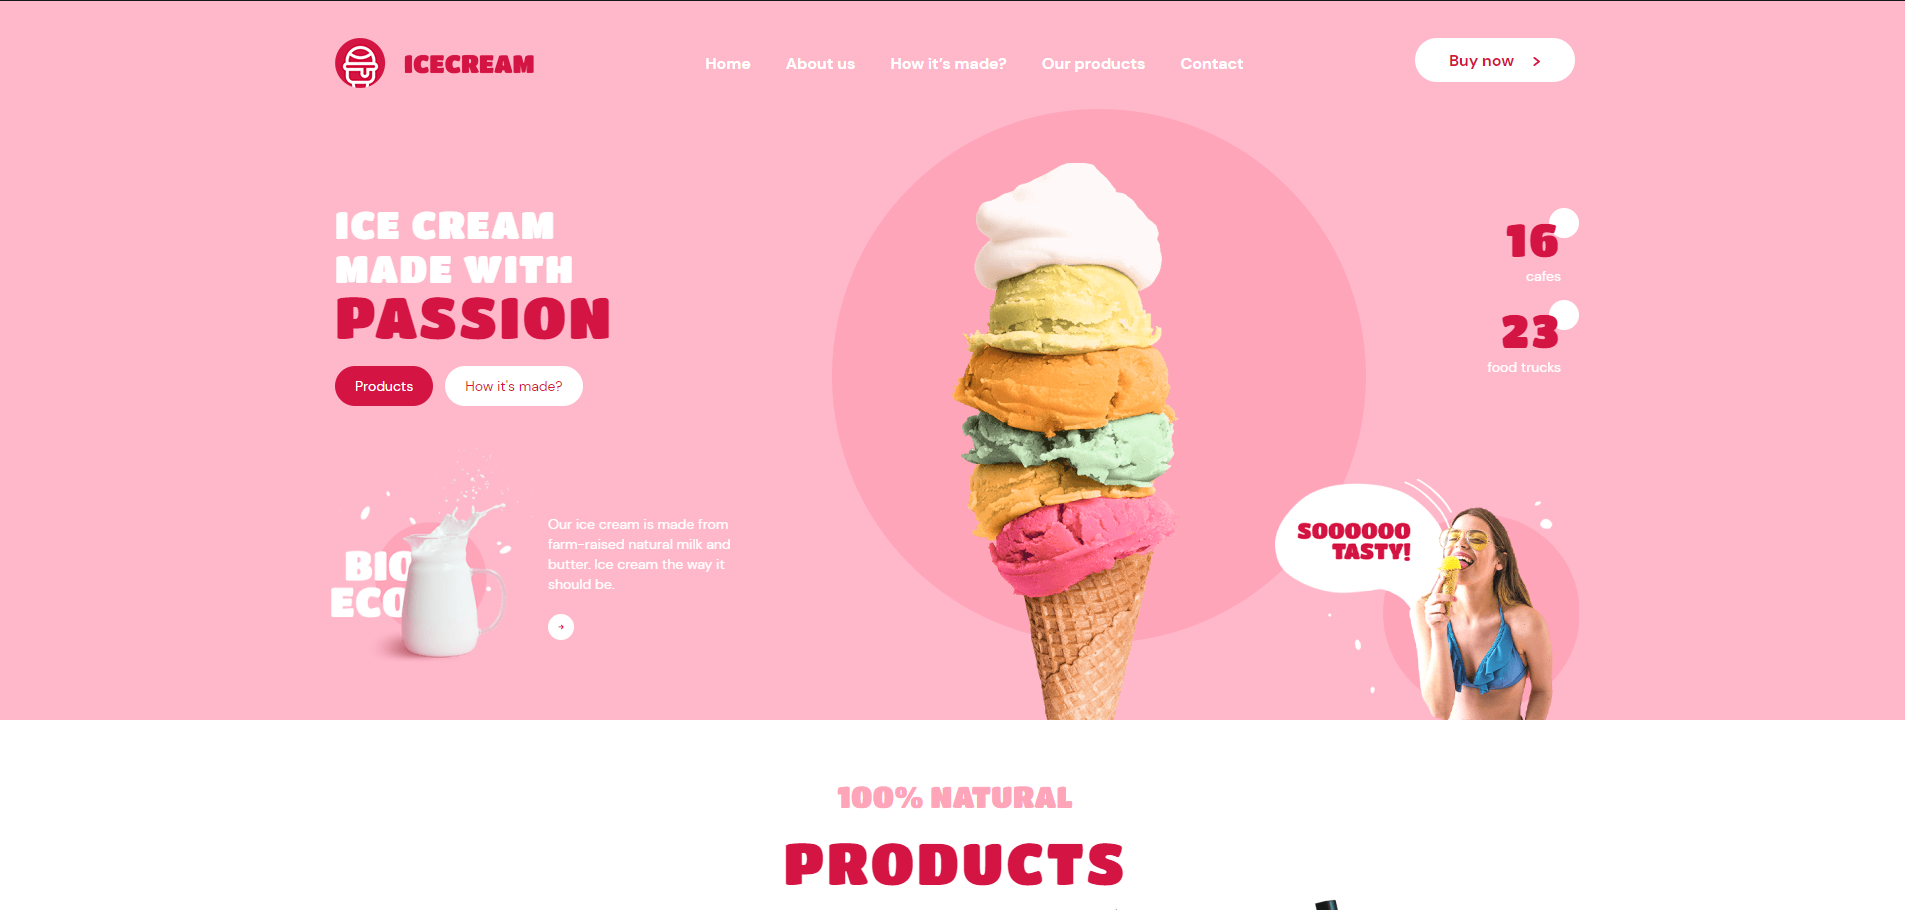 ICECREAM
Home
About us
How it's made?
Our products
Contact
Buy now
ICE CREAM
MADE WITH
PASSION
Products
How it's made?
16
cafes
23
food trucks
BIO
ECO
Our ice cream is made from
farm-raised natural milk and
butter. Ice cream the way it
should be.
SOOOOOO
TASTY!
100% NATURAL
PRODUCTS